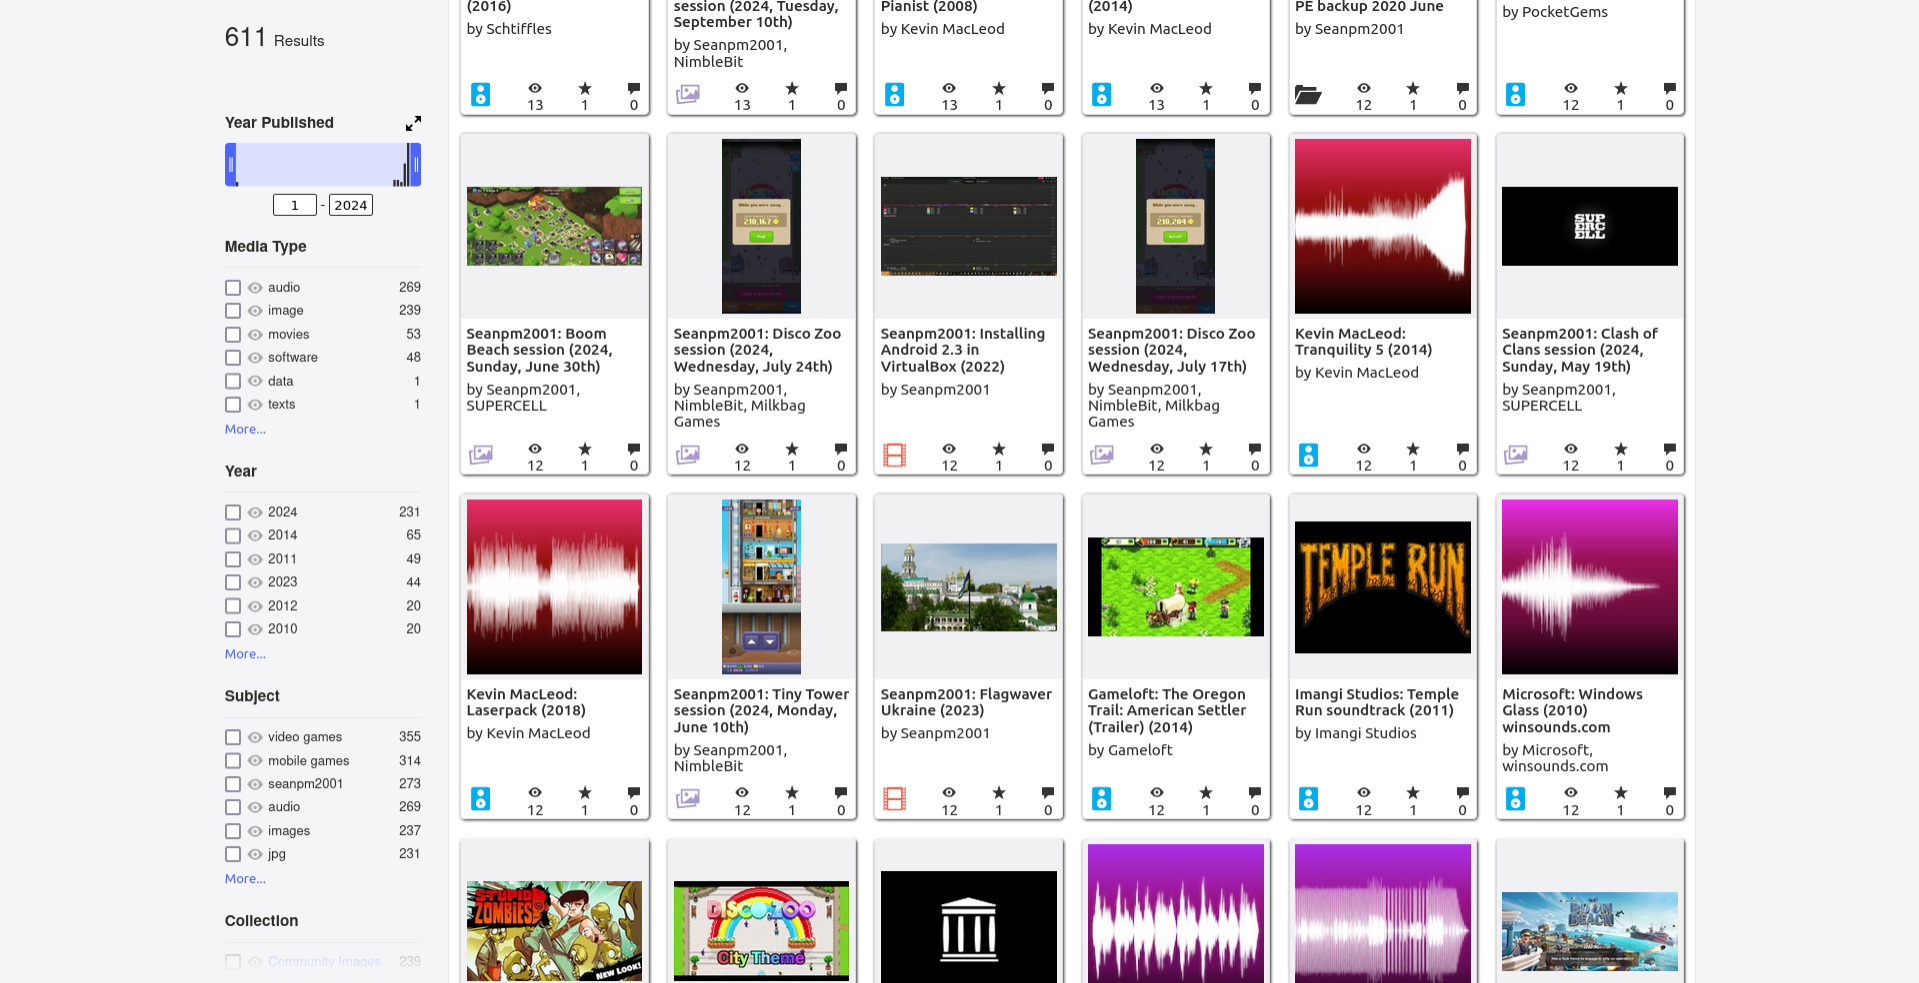 611 Results
Year Published
1 - 2024
Media Type
audio 269
image 239
movies 53
software 48
data 1
texts 1
More...
Year
2024 231
2014 65
2011 49
2023 44
2012 20
2010 20
More...
Subject
video games 355
mobile games 314
seanpm2001 273
audio 269
images 237
jpg 231
More...
Collection
Community Images 239
(2016)
by Schtiffles
13 1 0
session (2024, Tuesday,
September 10th)
by Seanpm2001,
NimbleBit
13 1 0
Pianist (2008)
by Kevin MacLeod
13 1 0
(2014)
by Kevin MacLeod
13 1 0
PE backup 2020 June
by Seanpm2001
12 1 0
by PocketGems
12 1 0
Seanpm2001: Boom
Beach session (2024,
Sunday, June 30th)
by Seanpm2001,
SUPERCELL
12 1 0
While you were away...
210,167
Seanpm2001: Disco Zoo
session (2024,
Wednesday, July 24th)
by Seanpm2001,
NimbleBit, Milkbag
Games
12 1 0
Seanpm2001: Installing
Android 2.3 in
VirtualBox (2022)
by Seanpm2001
12 1 0
While you were away...
210,204
Seanpm2001: Disco Zoo
session (2024,
Wednesday, July 17th)
by Seanpm2001,
NimbleBit, Milkbag
Games
12 1 0
Kevin MacLeod:
Tranquility 5 (2014)
by Kevin MacLeod
12 1 0
SUP
ERC
ELL
Seanpm2001: Clash of
Clans session (2024,
Sunday, May 19th)
by Seanpm2001,
SUPERCELL
12 1 0
Kevin MacLeod:
Laserpack (2018)
by Kevin MacLeod
12 1 0
Seanpm2001: Tiny Tower
session (2024, Monday,
June 10th)
by Seanpm2001,
NimbleBit
12 1 0
Seanpm2001: Flagwaver
Ukraine (2023)
by Seanpm2001
12 1 0
Gameloft: The Oregon
Trail: American Settler
(Trailer) (2014)
by Gameloft
12 1 0
TEMPLE RUN
Imangi Studios: Temple
Run soundtrack (2011)
by Imangi Studios
12 1 0
Microsoft: Windows
Glass (2010)
winsounds.com
by Microsoft,
winsounds.com
12 1 0
STUPID
ZOMBIES
NEW LOOK!
DISCO ZOO
City Theme
BOOM
BEACH